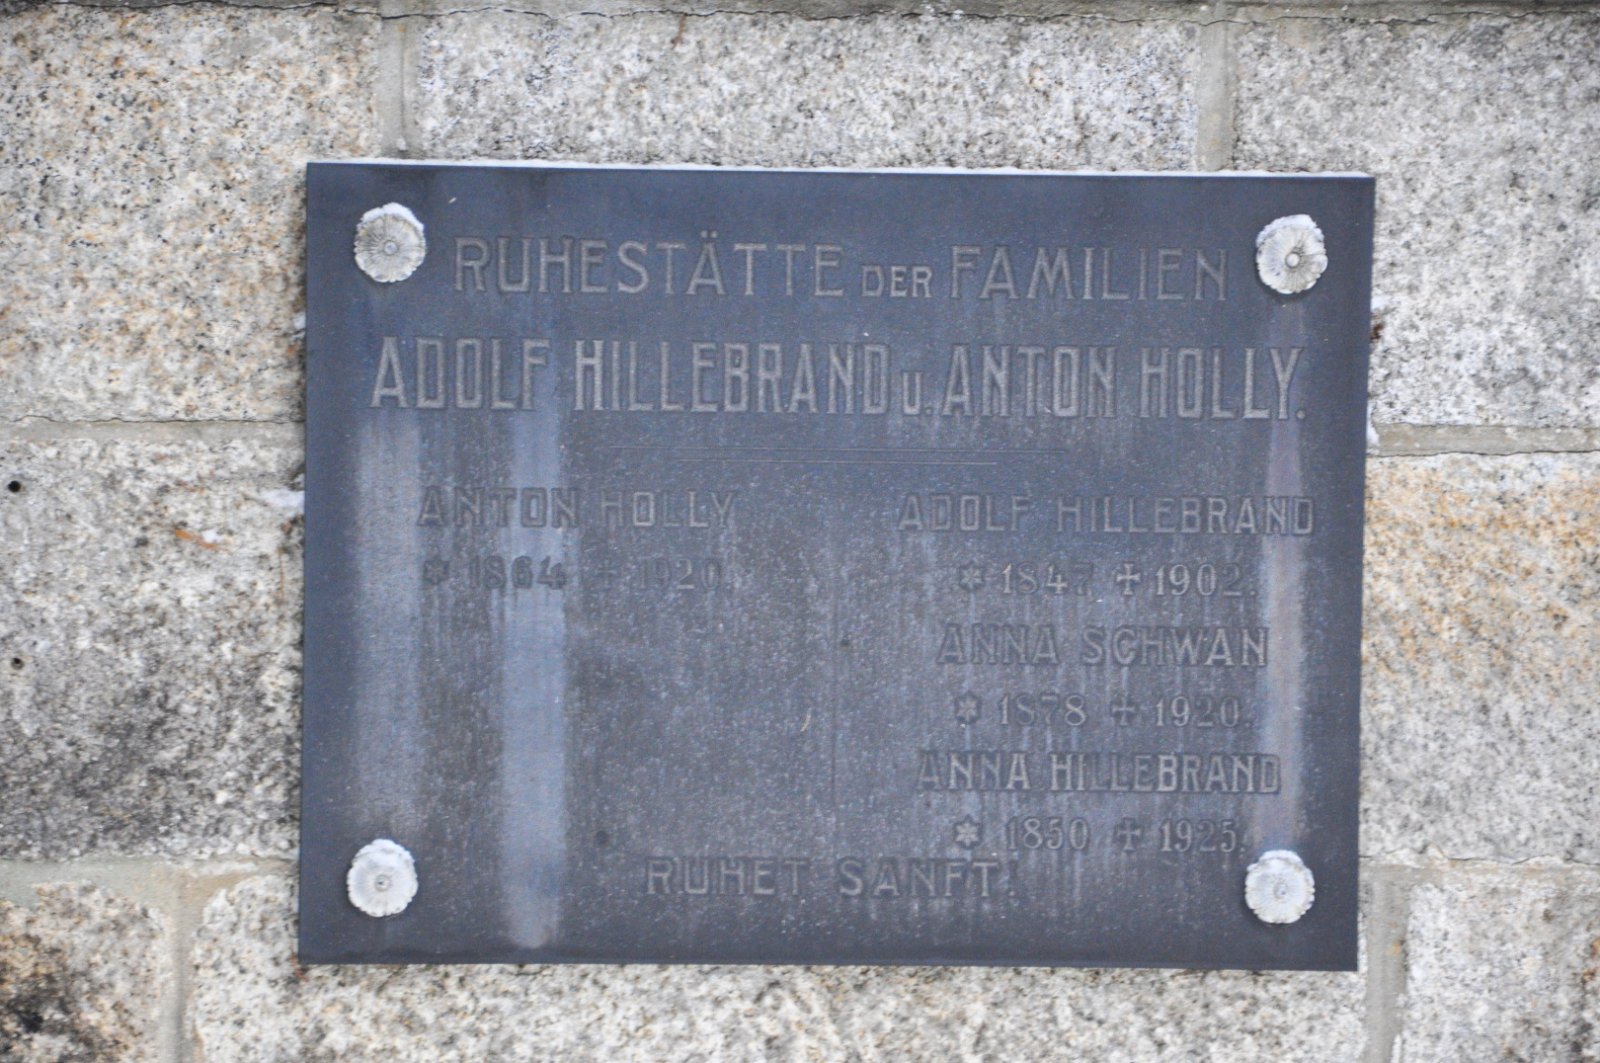 RUHESTÄTTE DER FAMILIEN
ADOLF HILLEBRAND U. ANTON HOLLY.
ANTON HOLLY
* 1864 + 1920.
ADOLF HILLEBRAND
* 1847 + 1902.
ANNA SCHWAN
* 1878 + 1920.
ANNA HILLEBRAND
* 1850 + 1925.
RUHET SANFT!